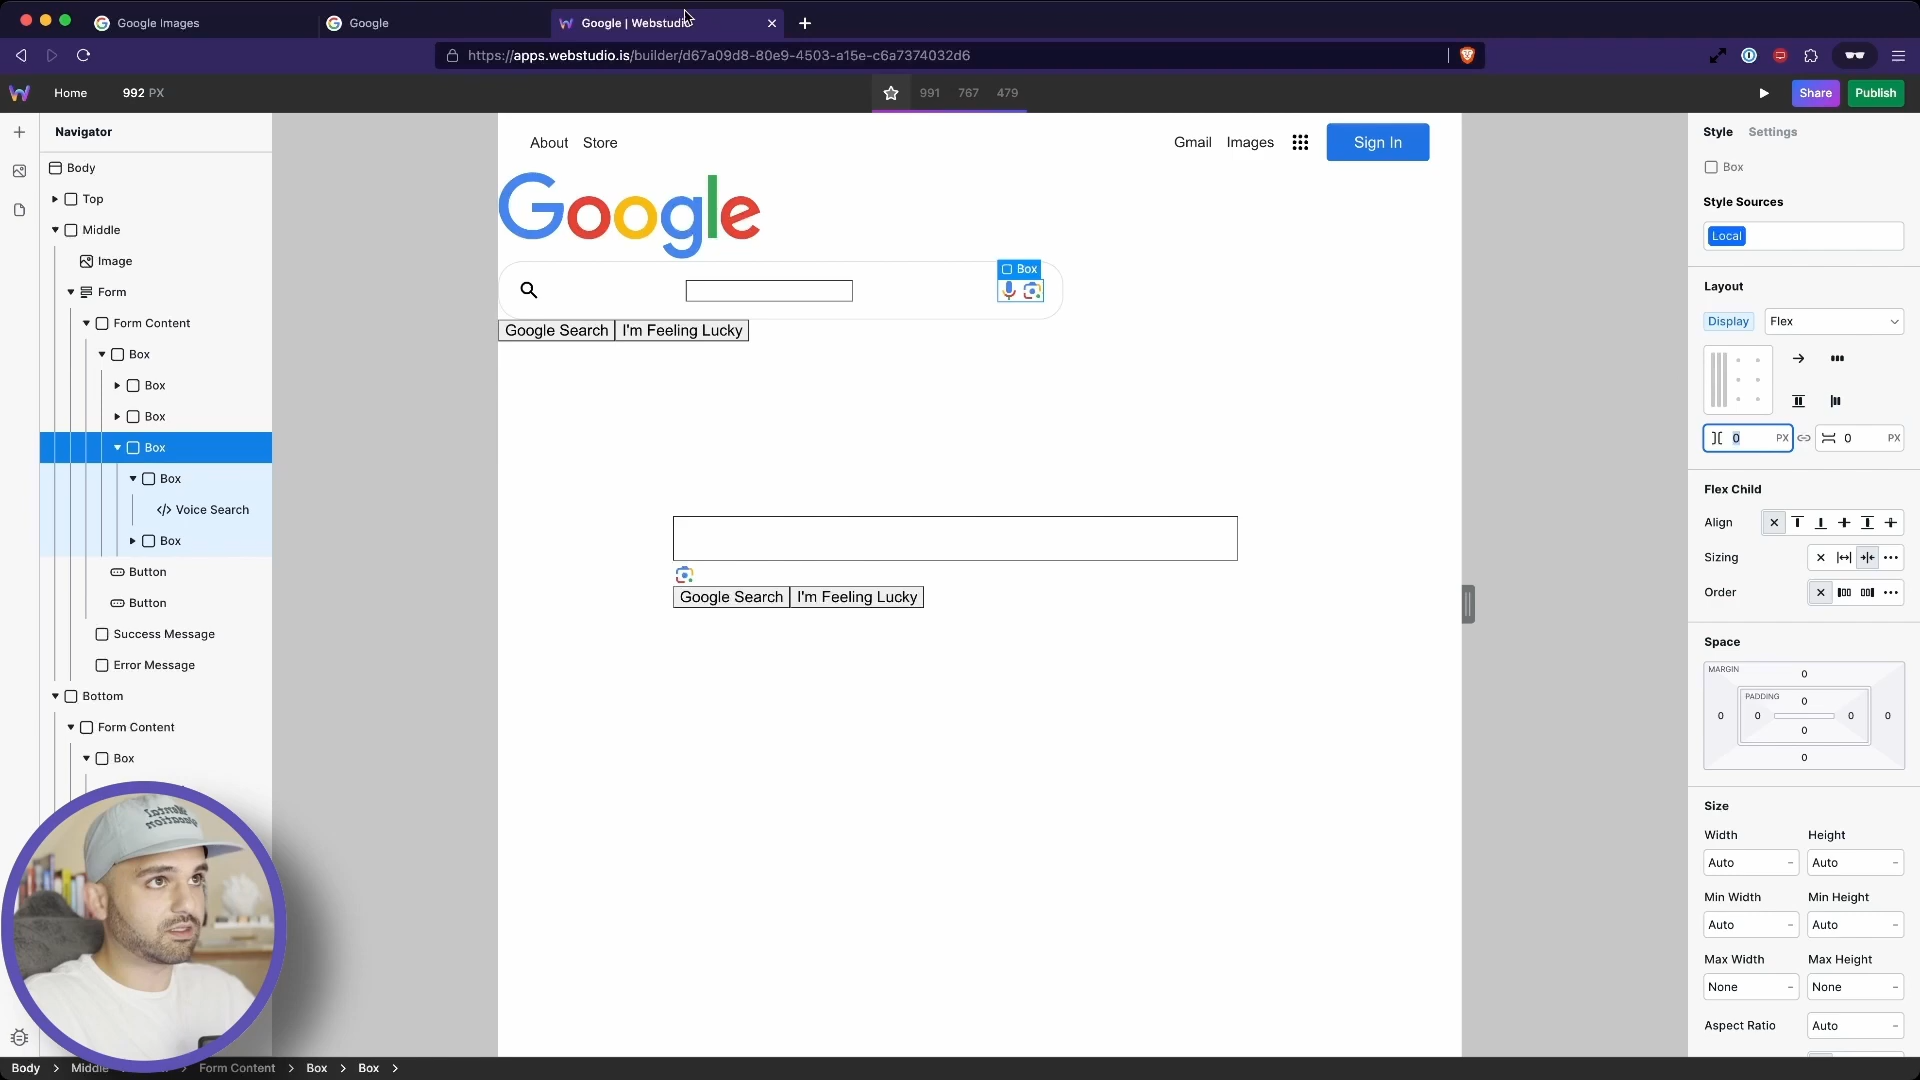 Google Images
Google
Google | Webstudio
https://apps.webstudio.is/builder/d67a09d8-80e9-4503-a15e-c6a7374032d6
Home
992 PX
991
767
479
Share
Publish
Navigator
Body
Top
Middle
Image
Form
Form Content
Box
Box
Box
Box
Box
Voice Search
Box
Button
Button
Success Message
Error Message
Bottom
Form Content
Box
About
Store
Gmail
Images
Sign In
Google
Box
Google Search
I'm Feeling Lucky
Google Search
I'm Feeling Lucky
Style
Settings
Box
Style Sources
Local
Layout
Display
Flex
0 PX
0 PX
Flex Child
Align
Sizing
Order
Space
MARGIN
0
PADDING
0
0 0 0 0
0
0
Size
Width
Height
Auto
Auto
Min Width
Min Height
Auto
Auto
Max Width
Max Height
None
None
Aspect Ratio
Auto
Body
Middle
Form Content
Box
Box